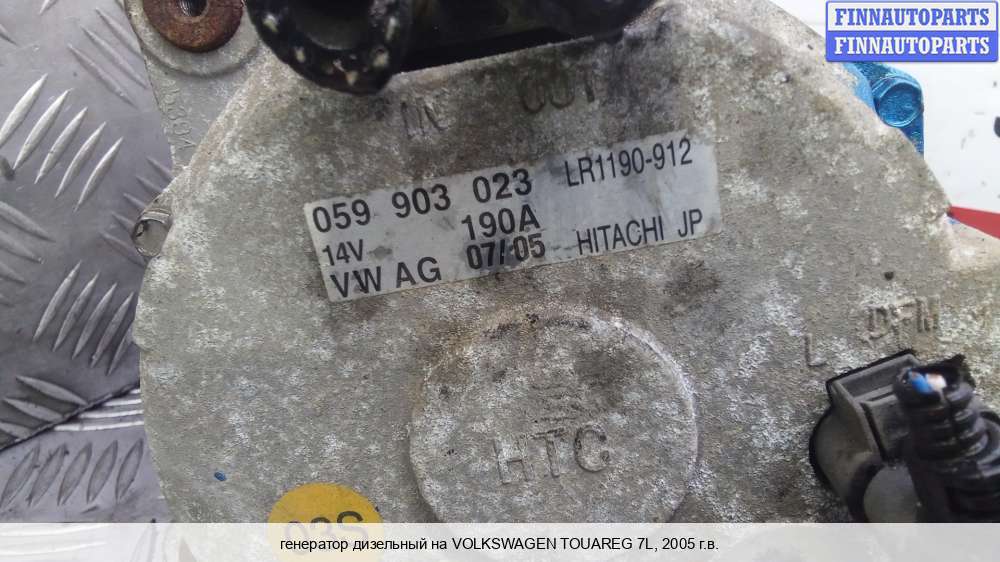 FINNAUTOPARTS
FINNAUTOPARTS
IN OUT
059 903 023 LR1190-912
14V 190A
VW AG 07/05 HITACHI JP
L DFM
HTC
генератор дизельный на VOLKSWAGEN TOUAREG 7L, 2005 г.в.